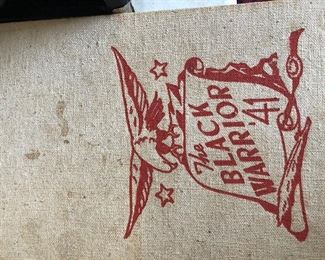 The
BLACK
WARRIOR
'41